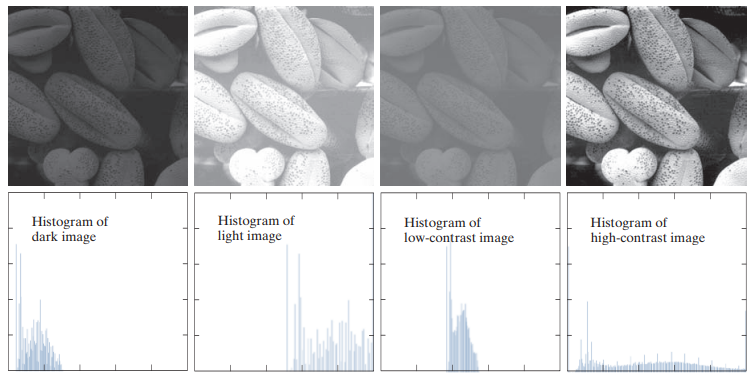 Histogram of
dark image
Histogram of
light image
Histogram of
low-contrast image
Histogram of
high-contrast image